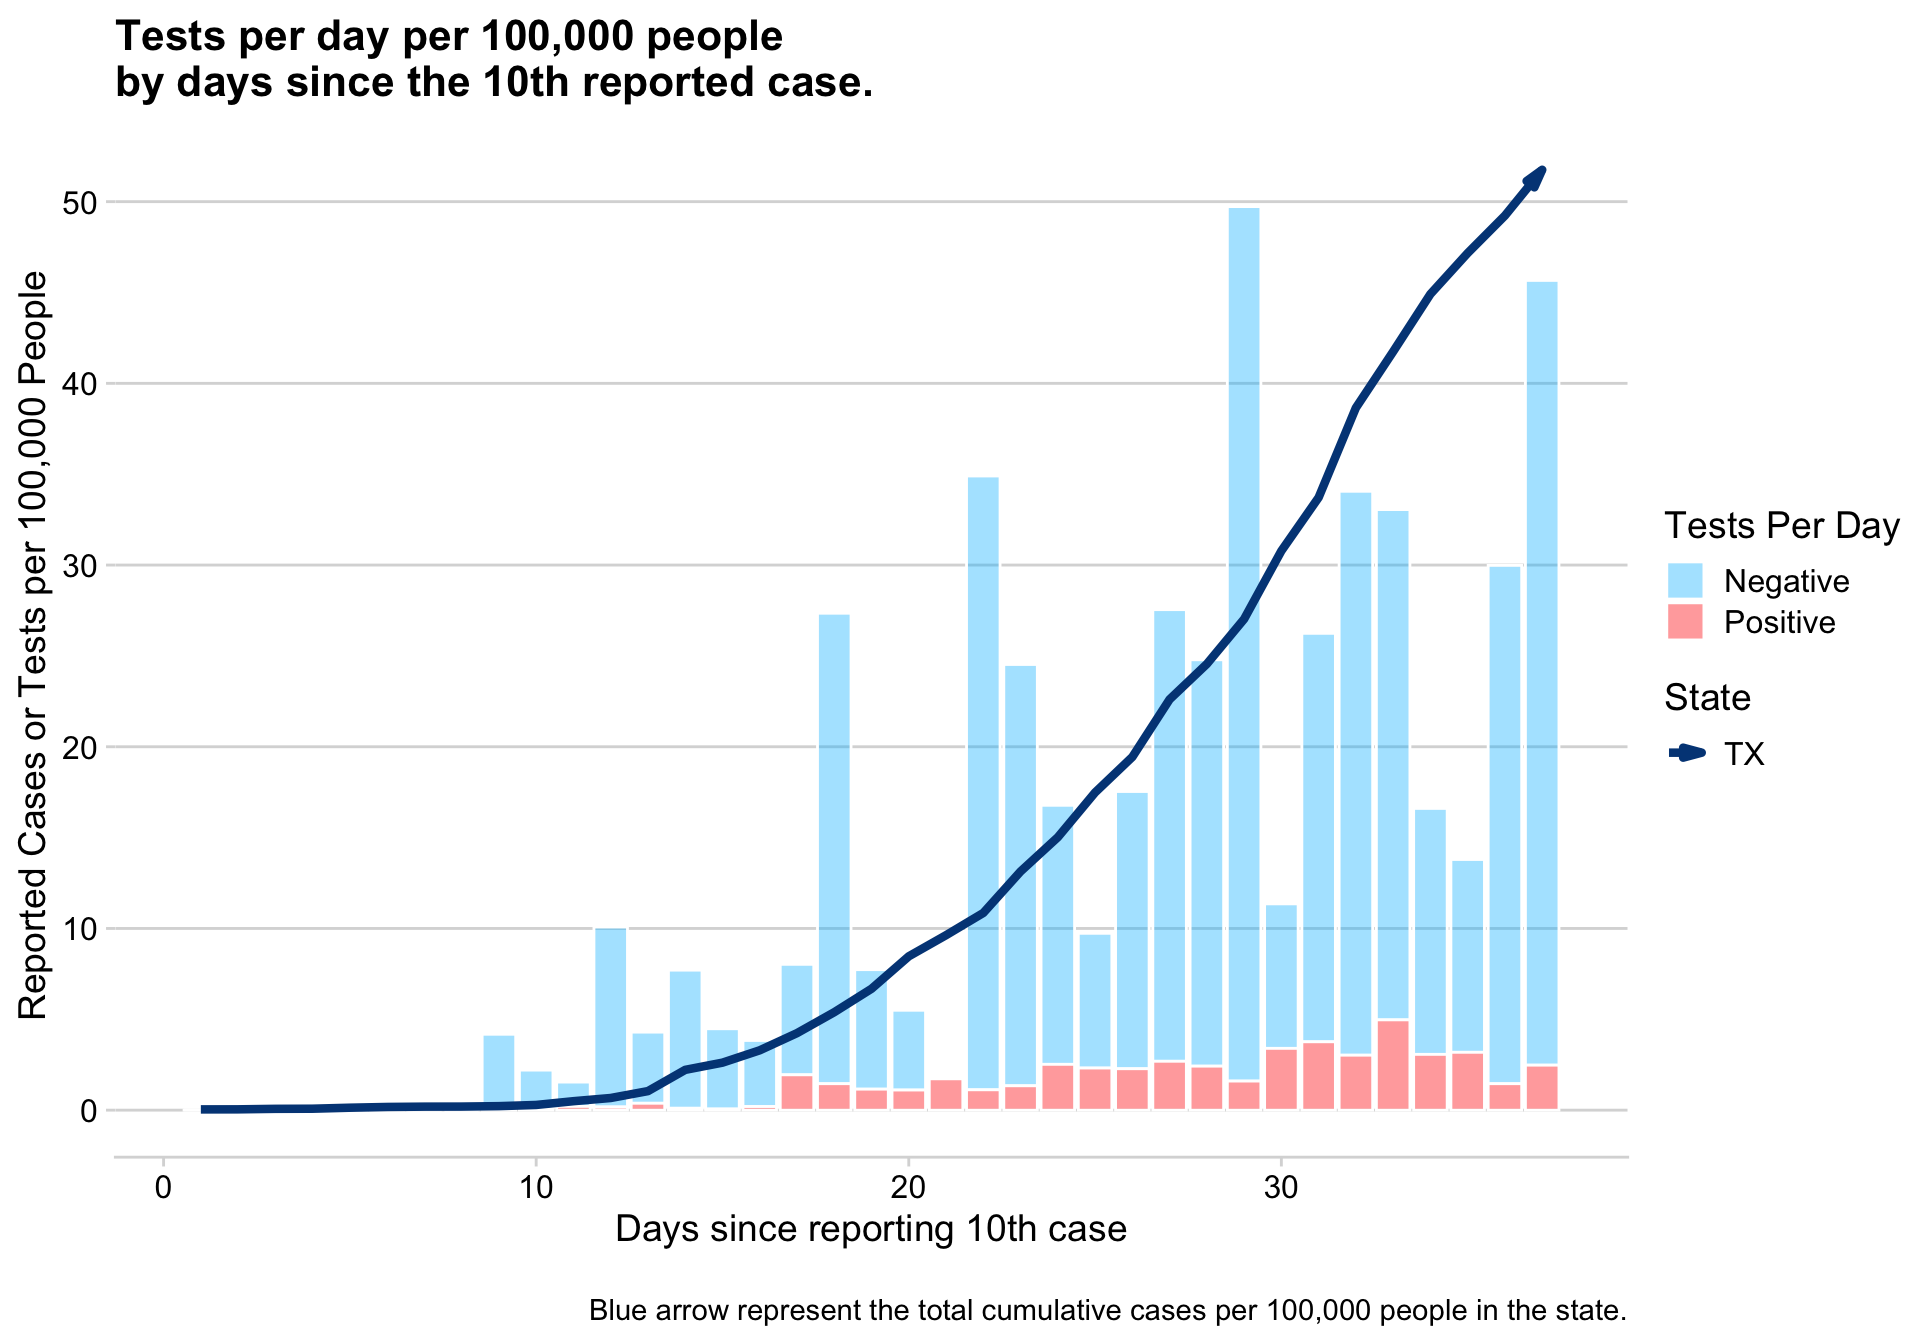 Tests per day per 100,000 people
by days since the 10th reported case.
Reported Cases or Tests per 100,000 People
50
40
30
20
10
0
0
10
20
30
Days since reporting 10th case
Tests Per Day
Negative
Positive
State
TX
Blue arrow represent the total cumulative cases per 100,000 people in the state.